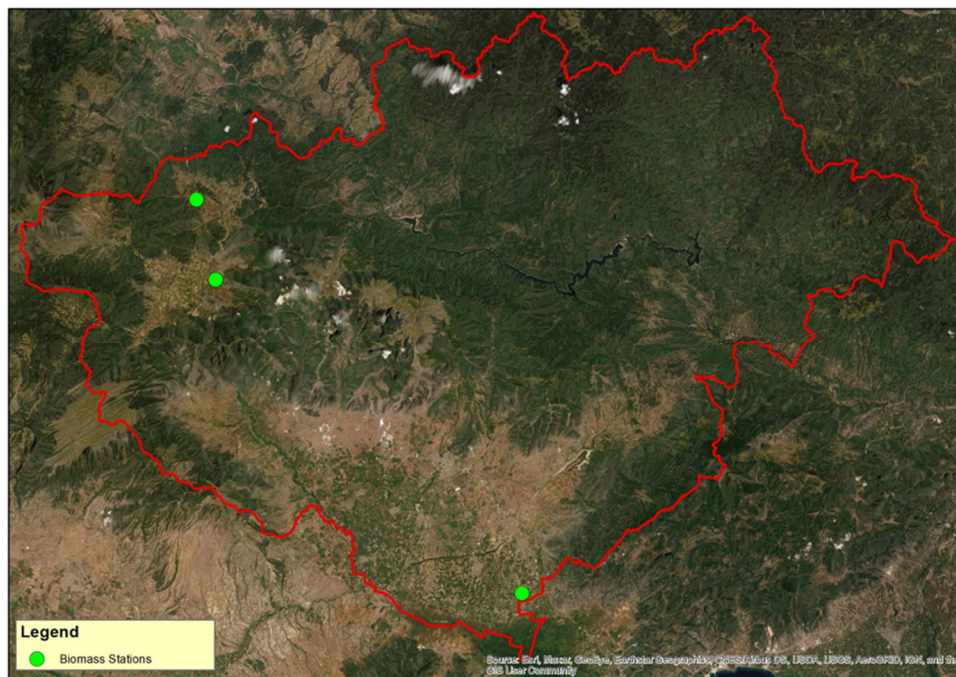 Legend
Biomass Stations
Source: Esri, Maxar, GeoEye, Earthstar Geographics, CNES/Airbus DS, USDA, USGS, AeroGRID, IGN, and the
GIS User Community